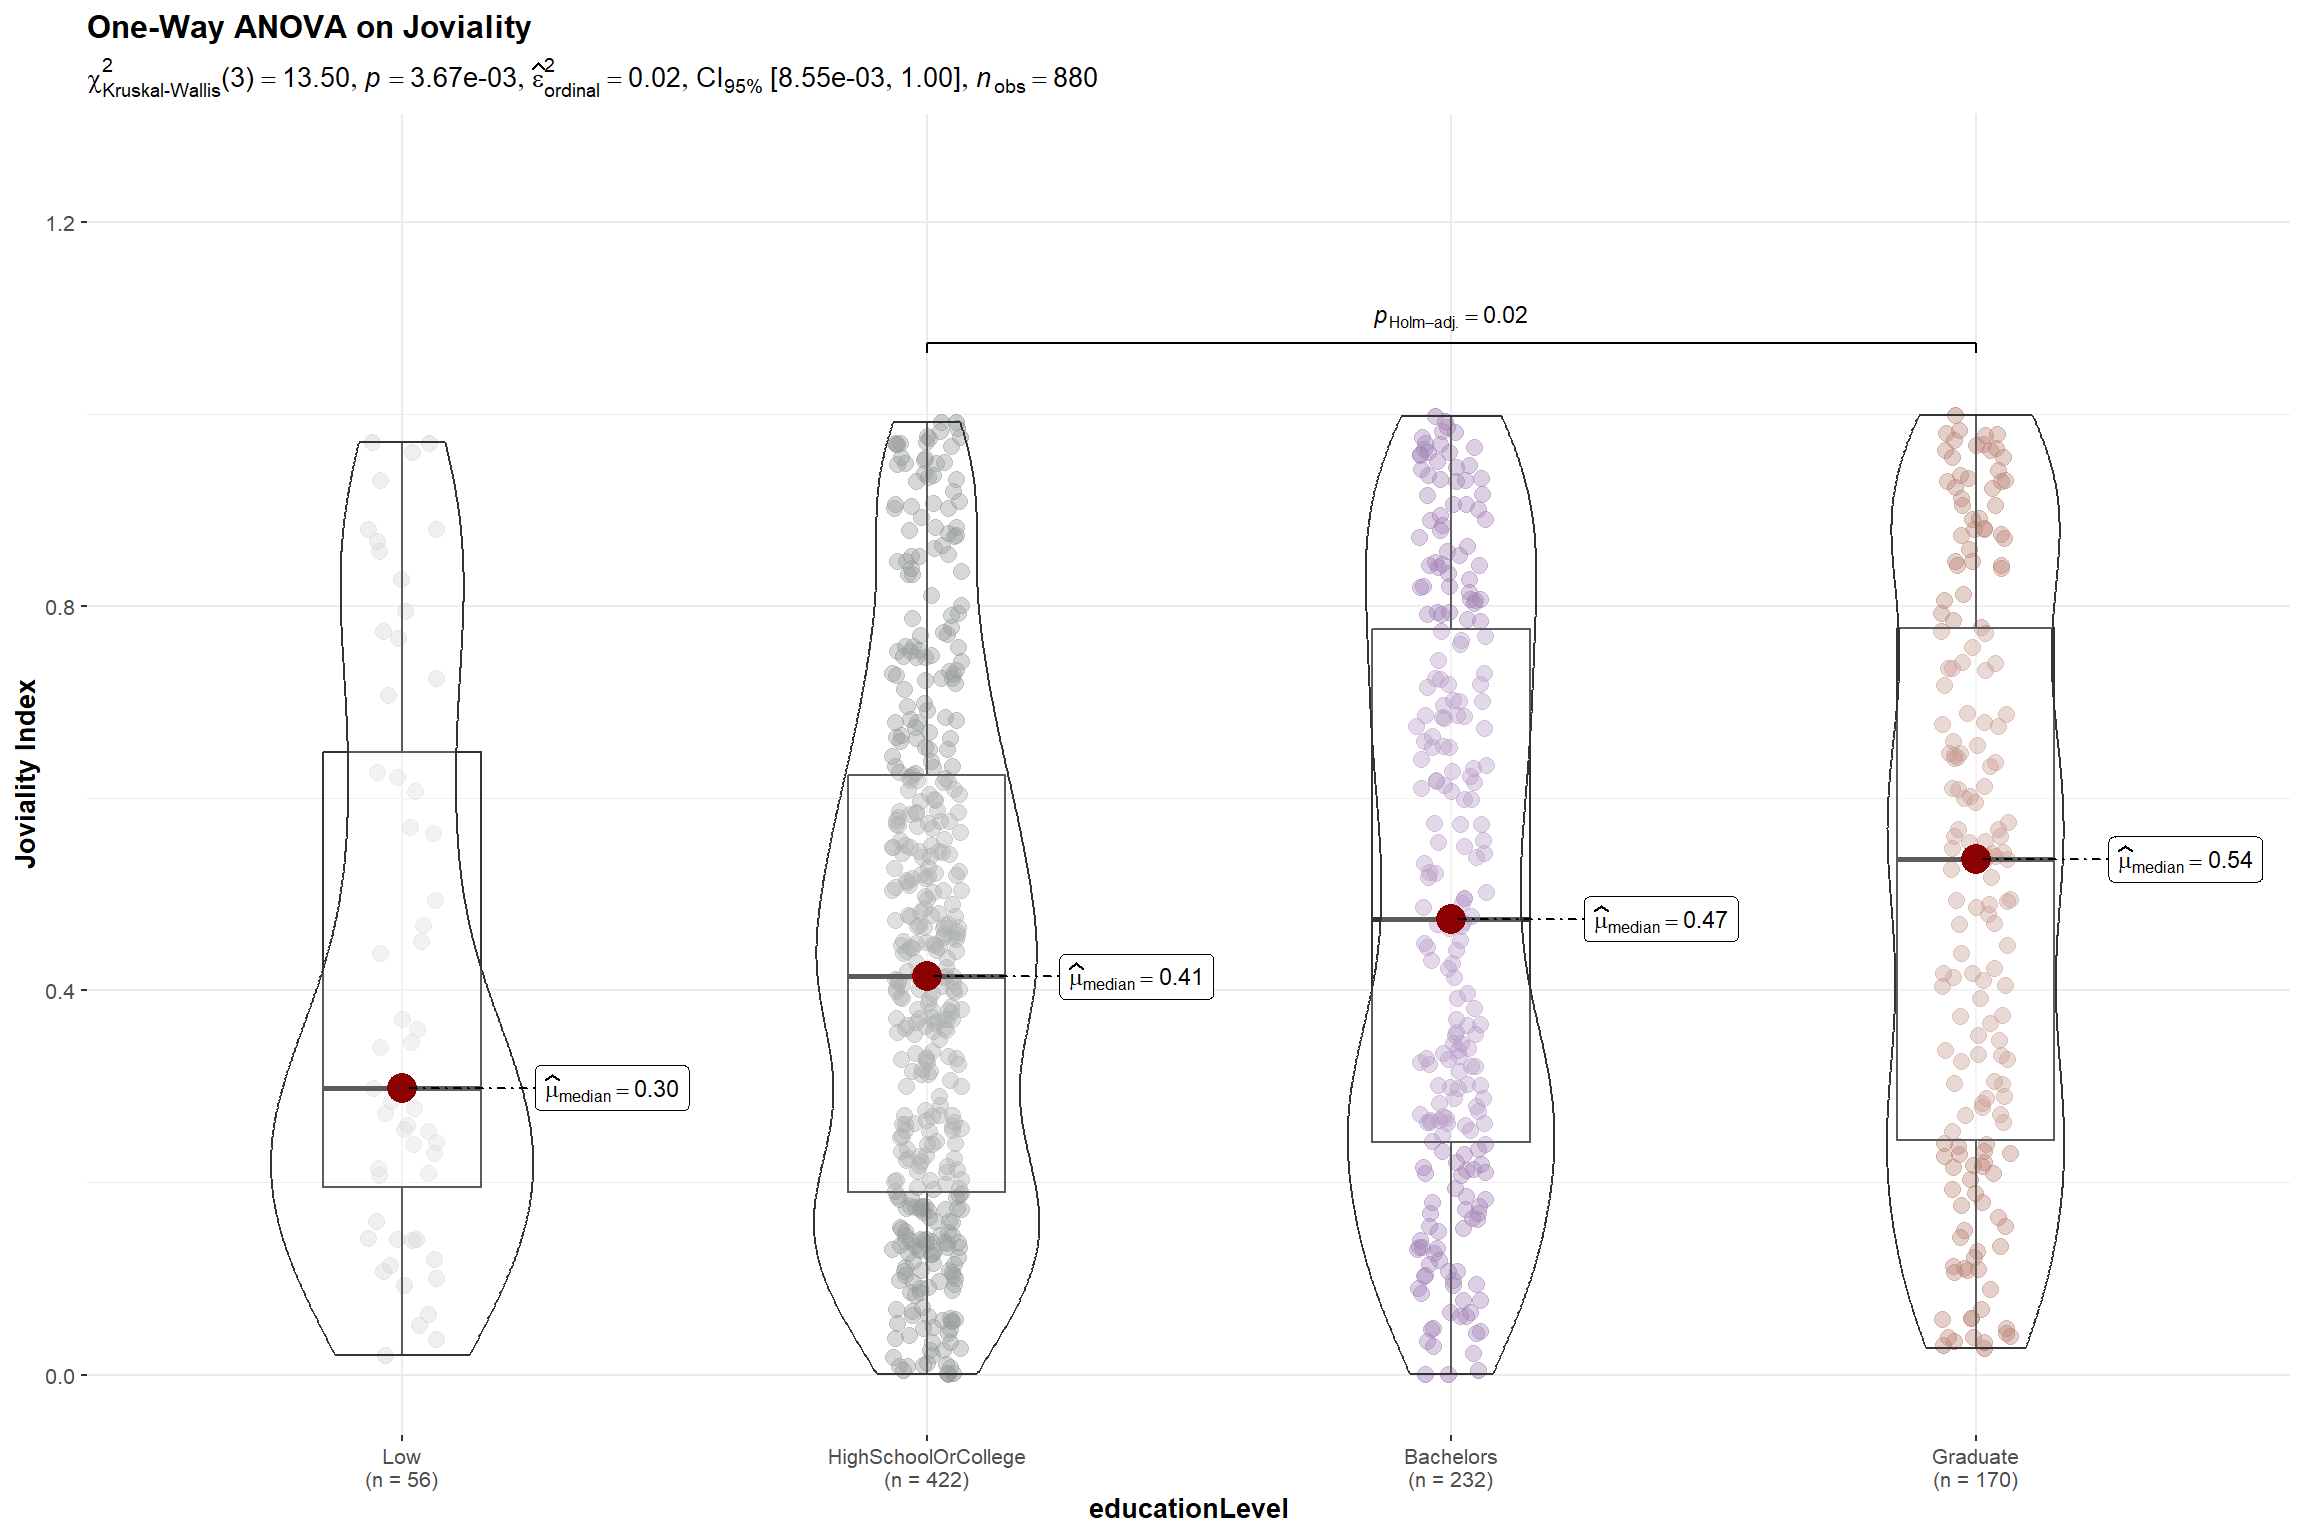 One-Way ANOVA on Joviality
χ²Kruskal-Wallis(3) = 13.50, p = 3.67e-03, ε̂²ordinal = 0.02, CI95% [8.55e-03, 1.00], nobs = 880
1.2
pHolm–adj. = 0.02
0.8
μ̂median = 0.54
μ̂median = 0.47
μ̂median = 0.41
0.4
μ̂median = 0.30
0.0
Joviality Index
Low
(n = 56)
HighSchoolOrCollege
(n = 422)
Bachelors
(n = 232)
Graduate
(n = 170)
educationLevel